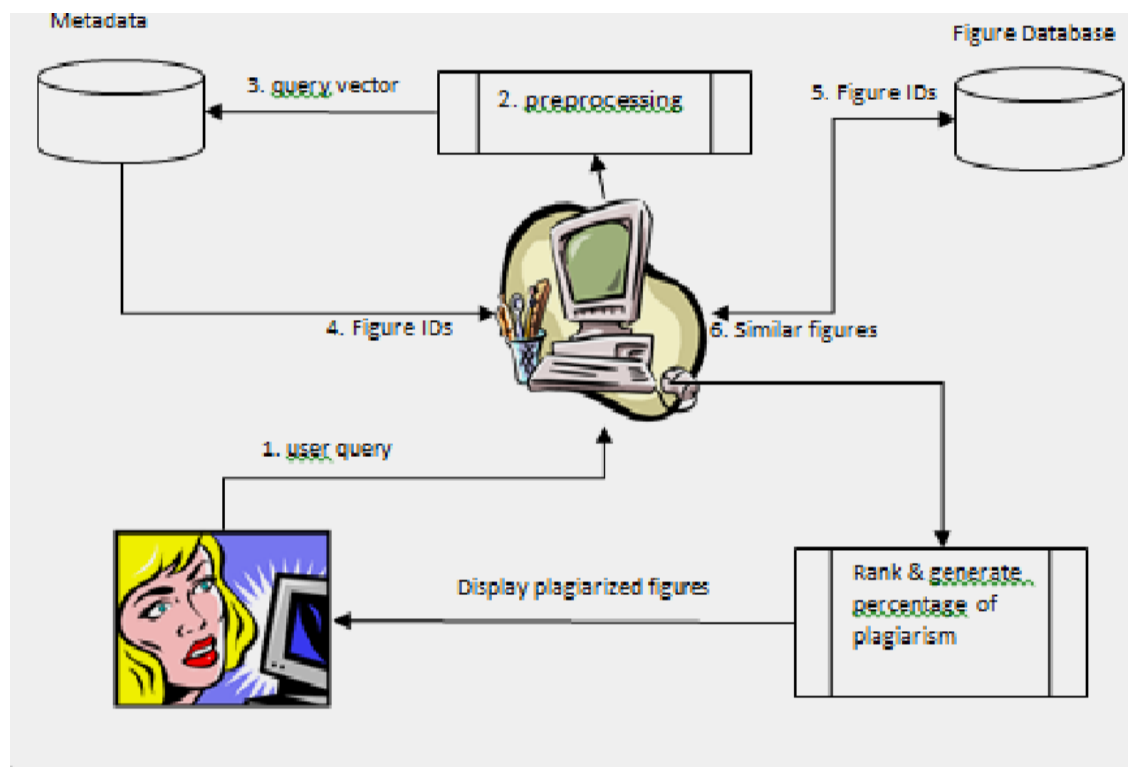 Metadata
Figure Database
3. query vector
2. preprocessing
5. Figure IDs
4. Figure IDs
6. Similar figures
1. user query
Display plagiarized figures
Rank & generate
percentage of
plagiarism